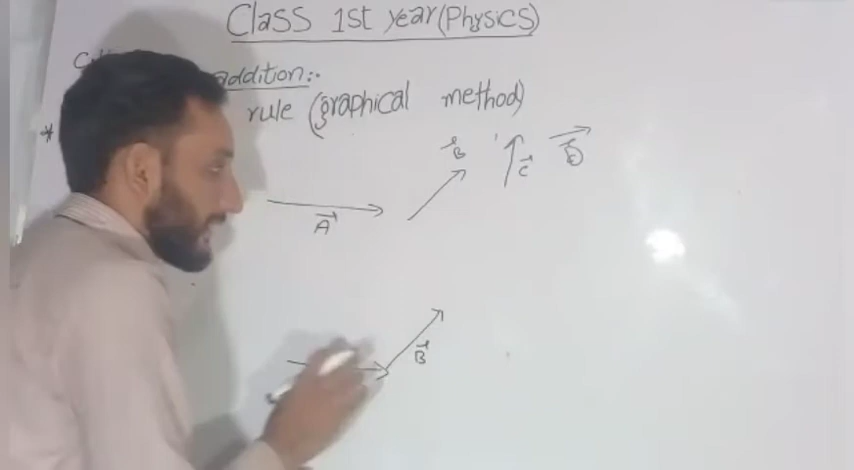 Class 1st year (Physics)
addition:.
* rule (graphical method)
B
C
D
A
B